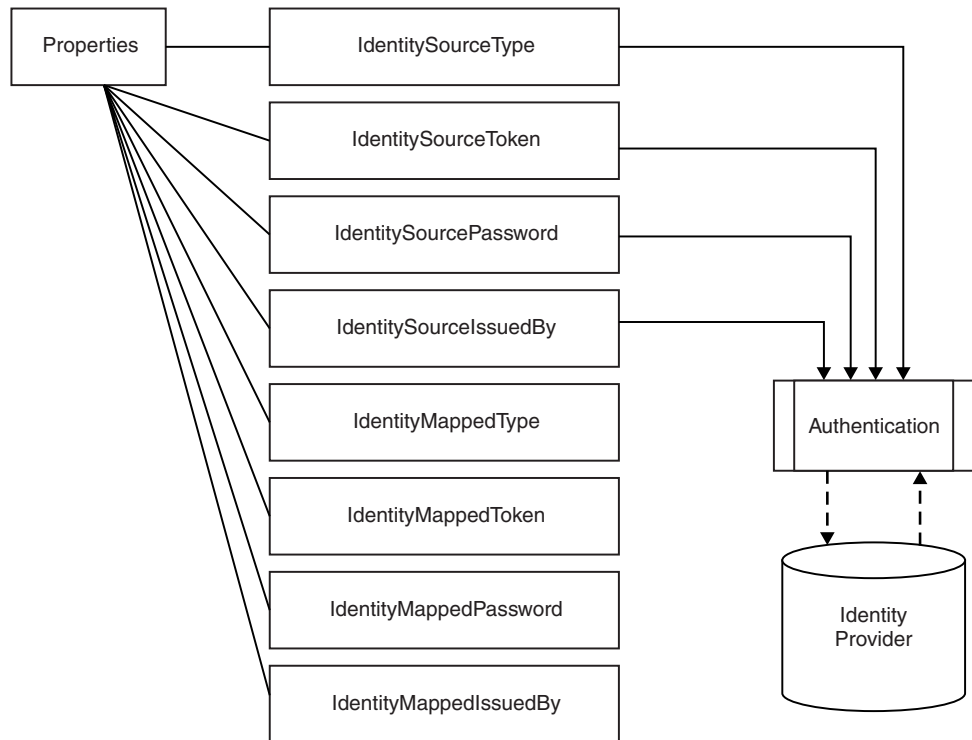 Properties
IdentitySourceType
IdentitySourceToken
IdentitySourcePassword
IdentitySourceIssuedBy
IdentityMappedType
IdentityMappedToken
IdentityMappedPassword
IdentityMappedIssuedBy
Authentication
Identity
Provider